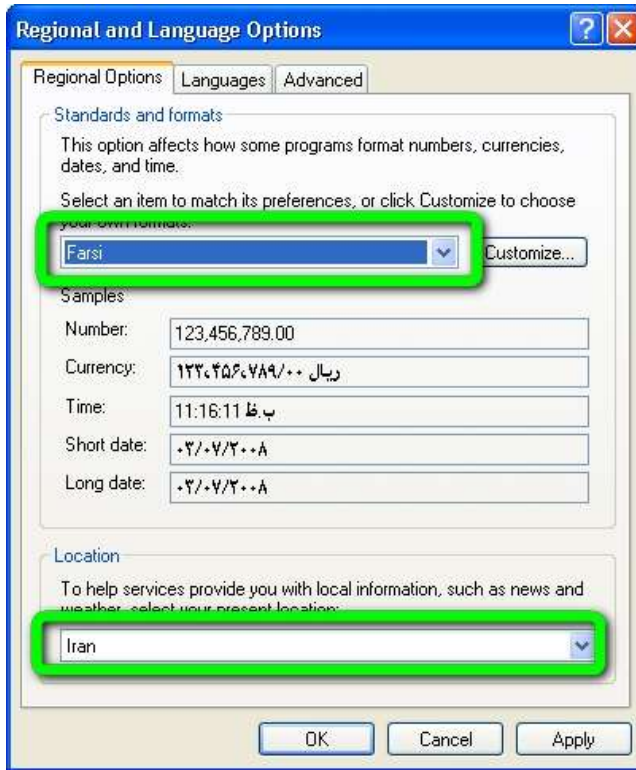 Regional and Language Options
Regional Options Languages Advanced
Standards and formats
This option affects how some programs format numbers, currencies,
dates, and time.
Select an item to match its preferences, or click Customize to choose
your own formats.
Farsi Customize...
Samples
Number: 123,456,789.00
Currency: ريال ۱۲۳،۴۵۶،۷۸۹/۰۰
Time: 11:16:11 ب.ظ
Short date: ۰۳/۰۷/۲۰۰۸
Long date: ۰۳/۰۷/۲۰۰۸
Location
To help services provide you with local information, such as news and
weather, select your present location:
Iran
OK Cancel Apply